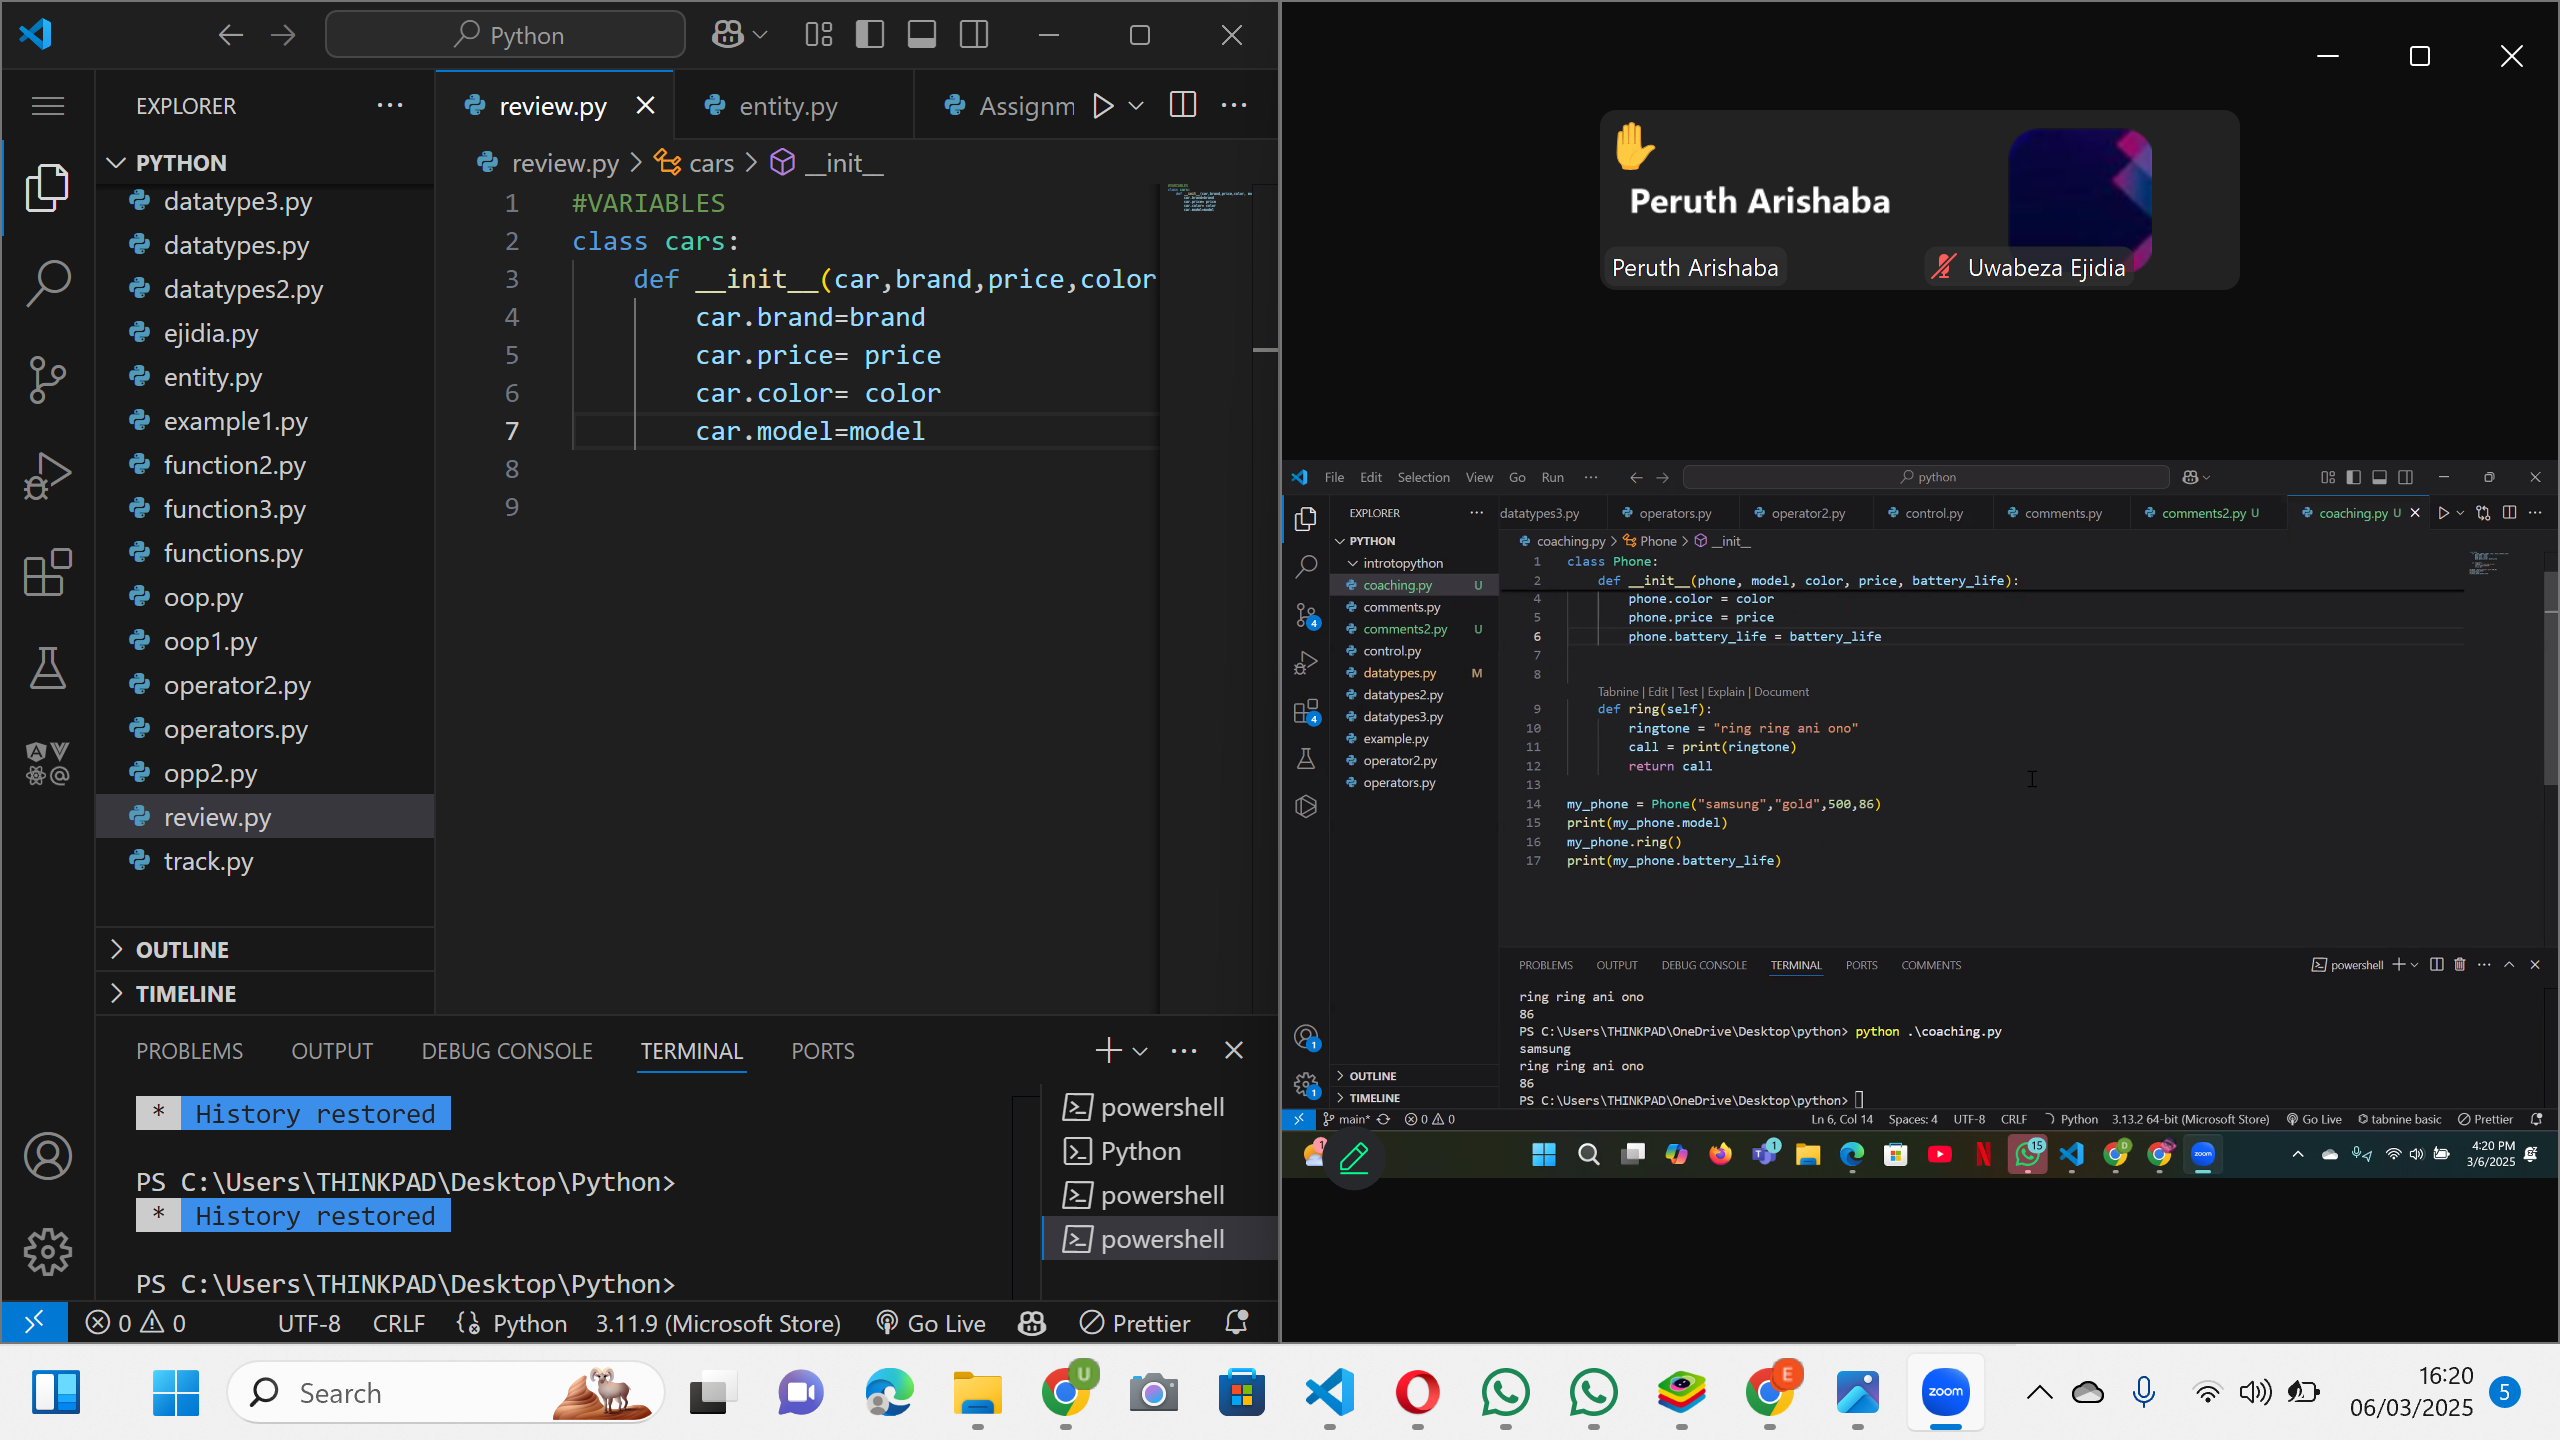 Python
EXPLORER
PYTHON
datatype3.py
datatypes.py
datatypes2.py
ejidia.py
entity.py
example1.py
function2.py
function3.py
functions.py
oop.py
oop1.py
operator2.py
operators.py
opp2.py
review.py
track.py
OUTLINE
TIMELINE
review.py
entity.py
Assignm
review.py > cars > __init__
1 #VARIABLES
2 class cars:
3 def __init__(car,brand,price,color
4 car.brand=brand
5 car.price= price
6 car.color= color
7 car.model=model
8
9
PROBLEMS OUTPUT DEBUG CONSOLE TERMINAL PORTS
* History restored
PS C:\Users\THINKPAD\Desktop\Python>
* History restored
PS C:\Users\THINKPAD\Desktop\Python>
powershell
Python
powershell
powershell
0 0 UTF-8 CRLF Python 3.11.9 (Microsoft Store) Go Live Prettier
Peruth Arishaba
Peruth Arishaba
Uwabeza Ejidia
File Edit Selection View Go Run ... python
EXPLORER
PYTHON
introtopython
coaching.py U
comments.py
comments2.py U
control.py
datatypes.py M
datatypes2.py
datatypes3.py
example.py
operator2.py
operators.py
OUTLINE
TIMELINE
datatypes3.py operators.py operator2.py control.py comments.py comments2.py U coaching.py U
coaching.py > Phone > __init__
1 class Phone:
2 def __init__(phone, model, color, price, battery_life):
4 phone.color = color
5 phone.price = price
6 phone.battery_life = battery_life
7
8
Tabnine | Edit | Test | Explain | Document
9 def ring(self):
10 ringtone = "ring ring ani ono"
11 call = print(ringtone)
12 return call
13
14 my_phone = Phone("samsung","gold",500,86)
15 print(my_phone.model)
16 my_phone.ring()
17 print(my_phone.battery_life)
PROBLEMS OUTPUT DEBUG CONSOLE TERMINAL PORTS COMMENTS
powershell
ring ring ani ono
86
PS C:\Users\THINKPAD\OneDrive\Desktop\python> python .\coaching.py
samsung
ring ring ani ono
86
PS C:\Users\THINKPAD\OneDrive\Desktop\python>
main* 0 0 Ln 6, Col 14 Spaces: 4 UTF-8 CRLF Python 3.13.2 64-bit (Microsoft Store) Go Live tabnine basic Prettier
4:20 PM
3/6/2025
Search
zoom
16:20
06/03/2025
5